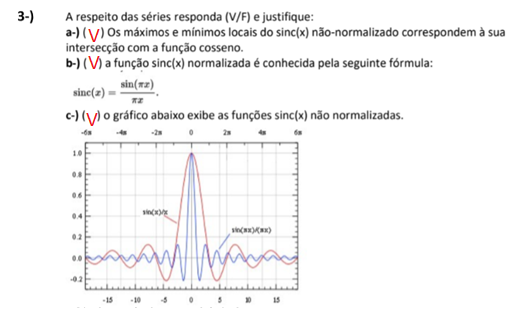 3-) A respeito das séries responda (V/F) e justifique:
a-) (V) Os máximos e mínimos locais do sinc(x) não-normalizado correspondem à sua
intersecção com a função cosseno.
b-) (V) a função sinc(x) normalizada é conhecida pela seguinte fórmula:
sinc(x) = sin(πx) / πx.
c-) (V) o gráfico abaixo exibe as funções sinc(x) não normalizadas.
-6π -4π -2π 0 2π 4π 6π
1.0
0.8
0.6
0.4
sin(x)/x
0.2
sin(πx)/(πx)
0.0
-0.2
-15 -10 -5 0 5 10 15